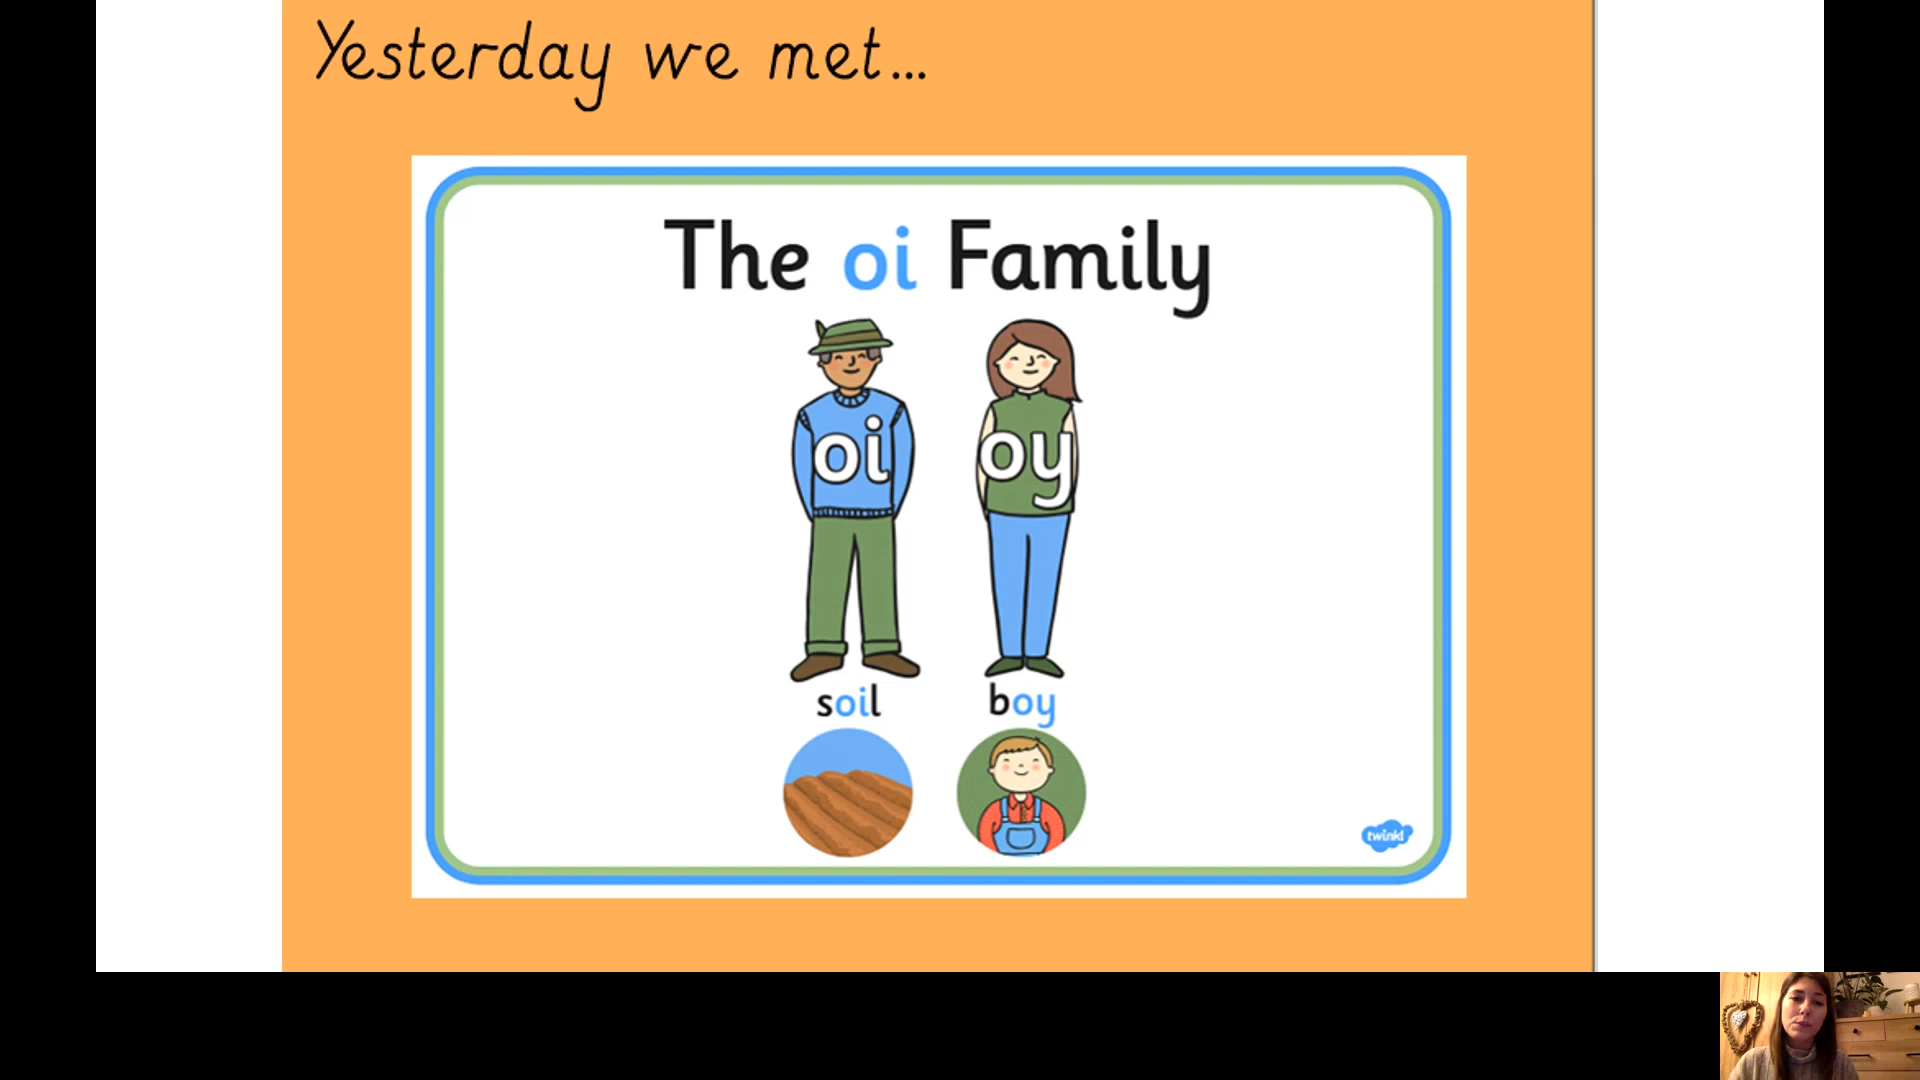 Yesterday we met...
The oi Family
oi oy
soil boy
twinkl